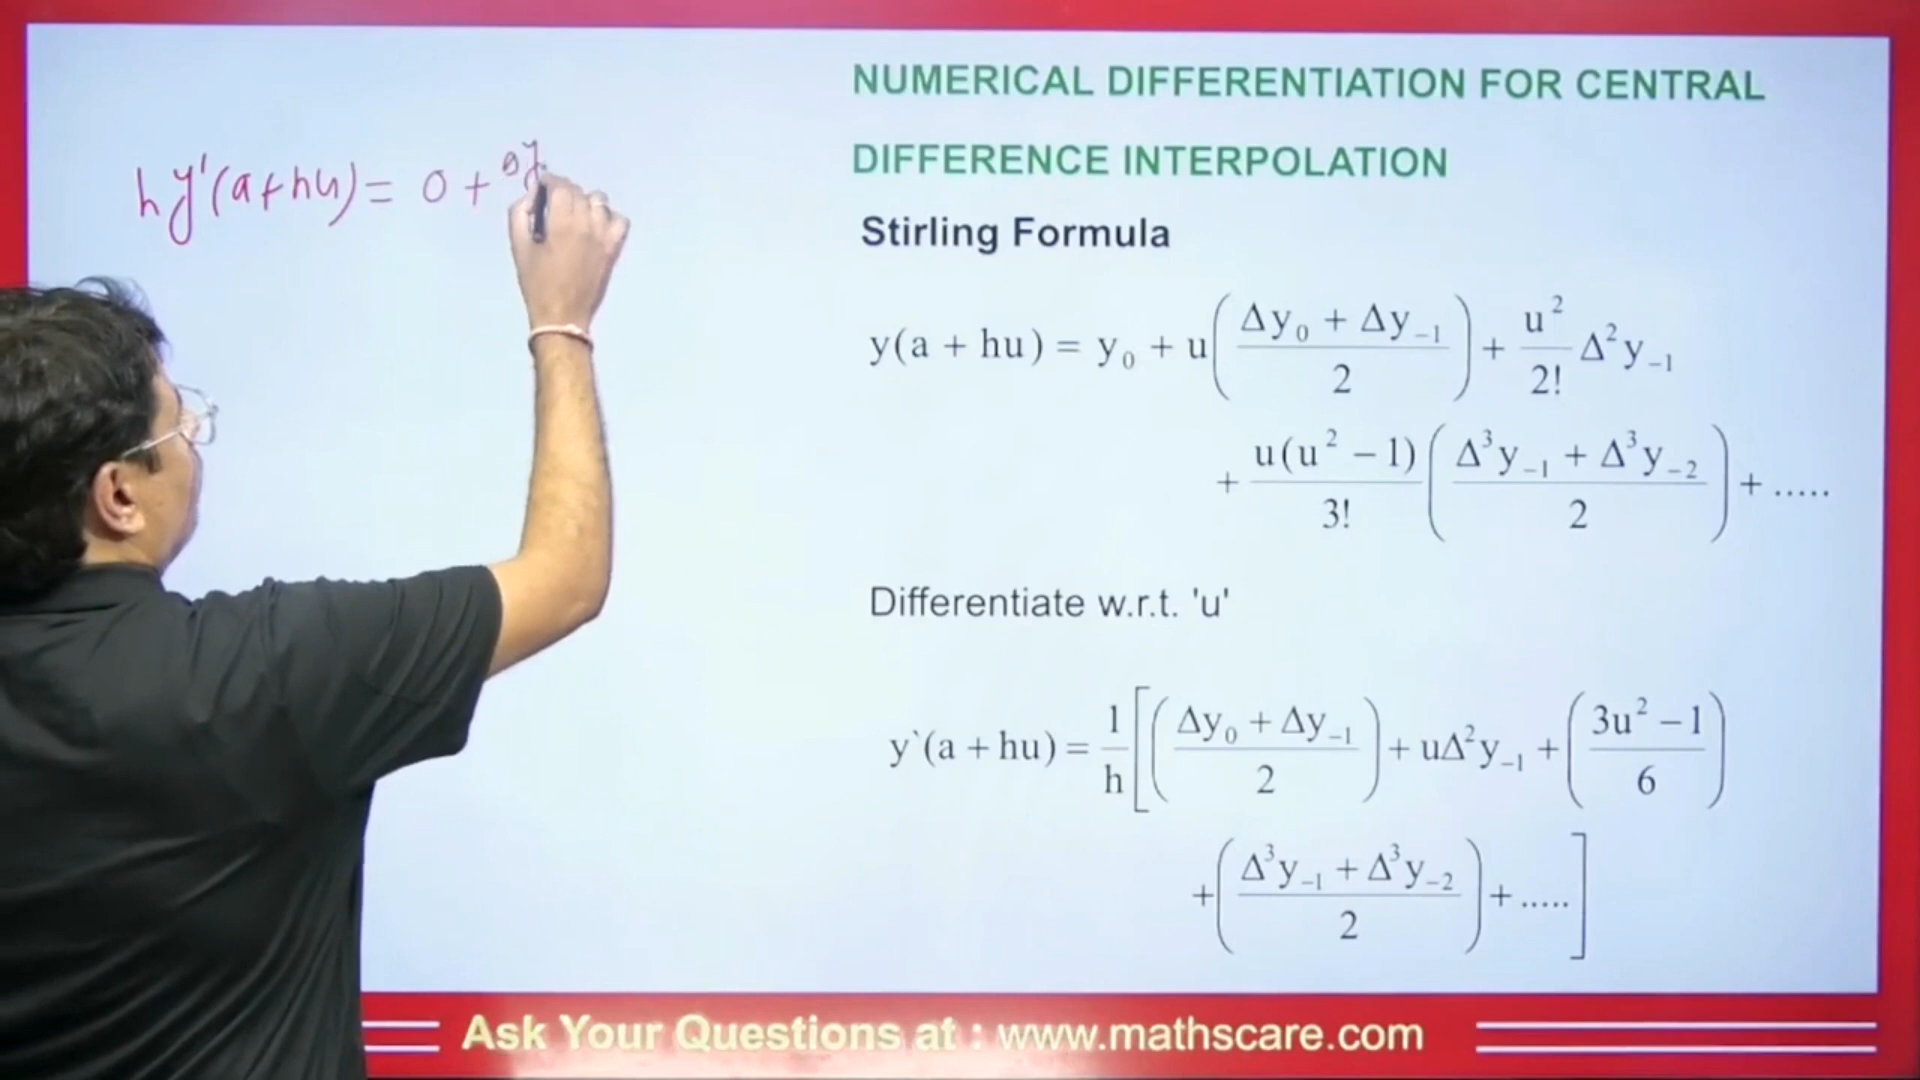 hy'(a+hu) = 0 + Δy
NUMERICAL DIFFERENTIATION FOR CENTRAL
DIFFERENCE INTERPOLATION
Stirling Formula
y(a + hu) = y₀ + u((Δy₀ + Δy₋₁)/2) + u²/2! Δ²y₋₁
+ u(u² − 1)/3! ((Δ³y₋₁ + Δ³y₋₂)/2) + .....
Differentiate w.r.t. 'u'
y`(a + hu) = 1/h [((Δy₀ + Δy₋₁)/2) + uΔ²y₋₁ + ((3u² − 1)/6)
+ ((Δ³y₋₁ + Δ³y₋₂)/2) + .....]
Ask Your Questions at : www.mathscare.com